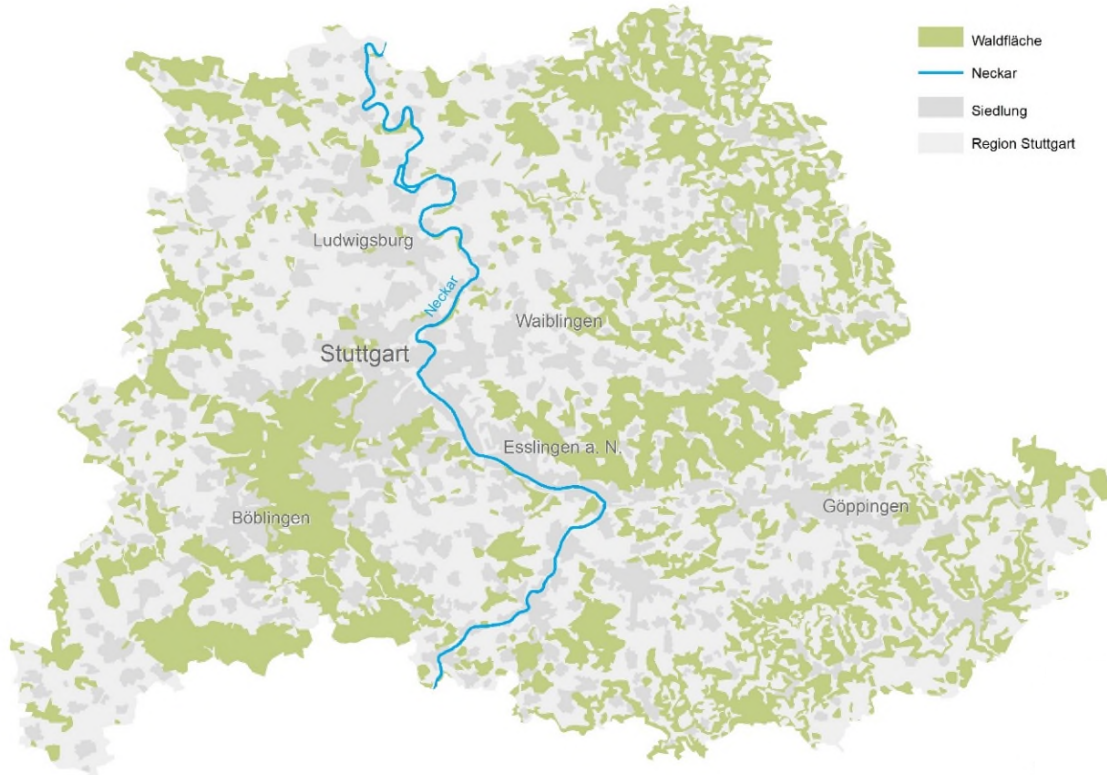 Waldfläche
Neckar
Siedlung
Region Stuttgart
Ludwigsburg
Neckar
Waiblingen
Stuttgart
Esslingen a. N.
Göppingen
Böblingen